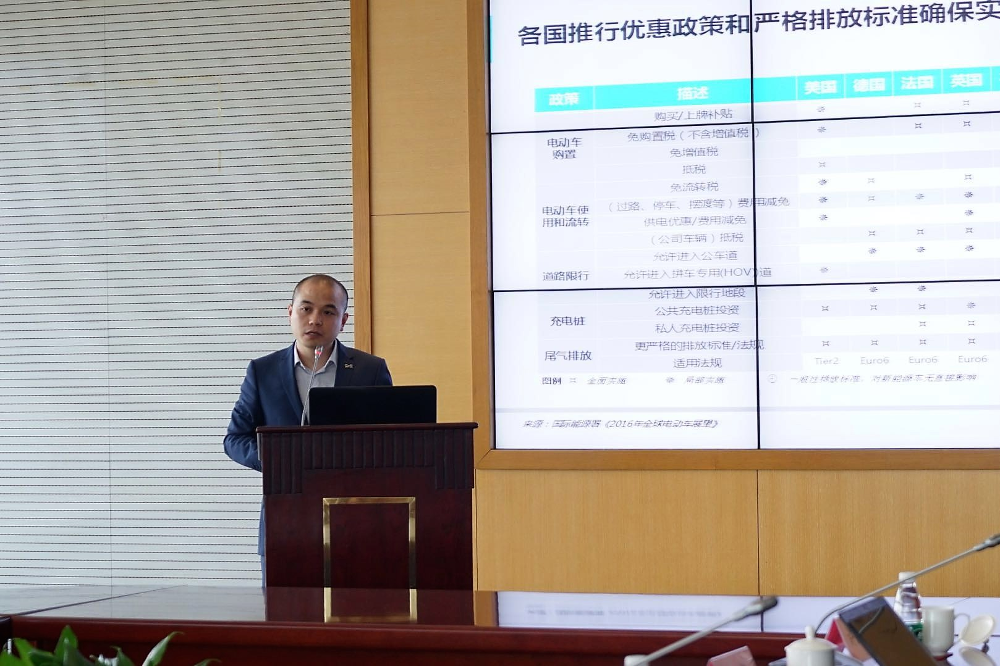 各国推行优惠政策和严格排放标准确保实
政策 描述 美国 德国 法国 英国
购买/上牌补贴
电动车
购置
免购置税（不含增值税）
免增值税
抵税
免流转税
电动车使
用和流转
（过路、停车、摆渡等）费用减免
供电优惠/费用减免
（公司车辆）抵税
允许进入公车道
道路限行
允许进入拼车专用(HOV)道
允许进入限行地段
充电桩
公共充电桩投资
私人充电桩投资
尾气排放
更严格的排放标准/法规
适用法规 Tier2 Euro6 Euro6 Euro6
图例 全面实施 局部实施 一般性排放标准，对新能源车无直接影响
来源：国际能源署《2016年全球电动车展望》